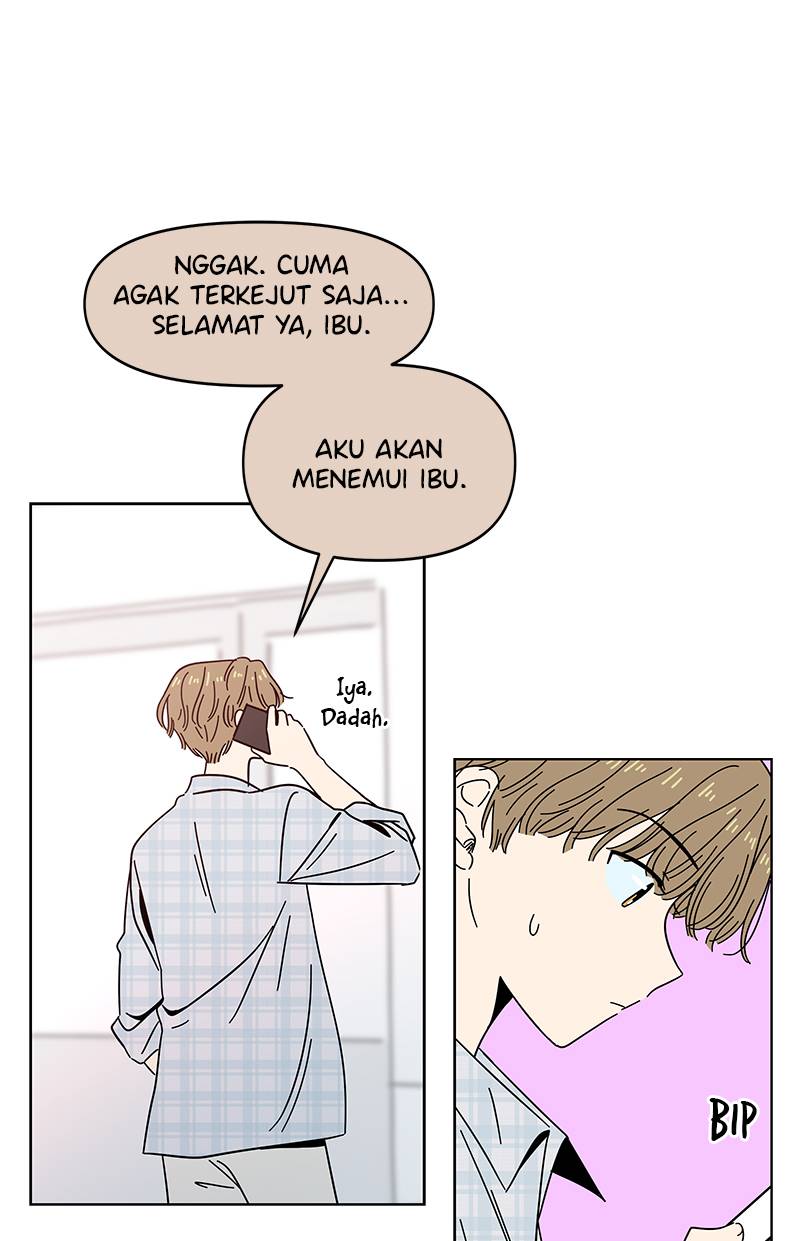 NGGAK. CUMA
AGAK TERKEJUT SAJA...
SELAMAT YA, IBU.
AKU AKAN
MENEMUI IBU.
Iya.
Dadah.
BIP